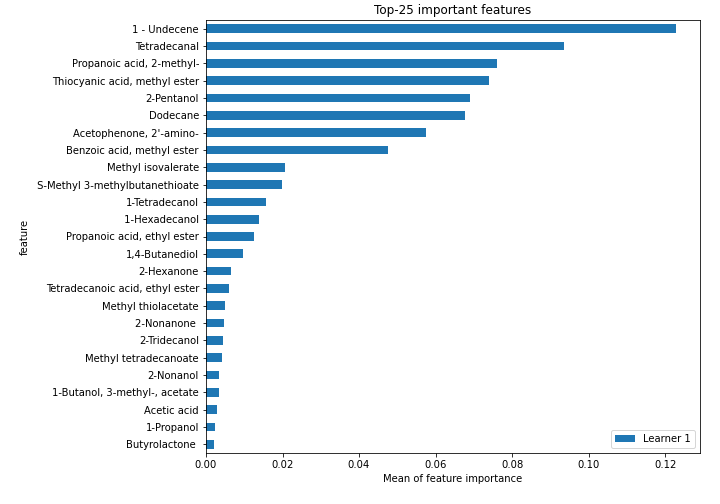 Top-25 important features
1 - Undecene
Tetradecanal
Propanoic acid, 2-methyl-
Thiocyanic acid, methyl ester
2-Pentanol
Dodecane
Acetophenone, 2'-amino-
Benzoic acid, methyl ester
Methyl isovalerate
S-Methyl 3-methylbutanethioate
1-Tetradecanol
1-Hexadecanol
Propanoic acid, ethyl ester
1,4-Butanediol
2-Hexanone
Tetradecanoic acid, ethyl ester
Methyl thiolacetate
2-Nonanone
2-Tridecanol
Methyl tetradecanoate
2-Nonanol
1-Butanol, 3-methyl-, acetate
Acetic acid
1-Propanol
Butyrolactone
feature
Learner 1
0.00 0.02 0.04 0.06 0.08 0.10 0.12
Mean of feature importance